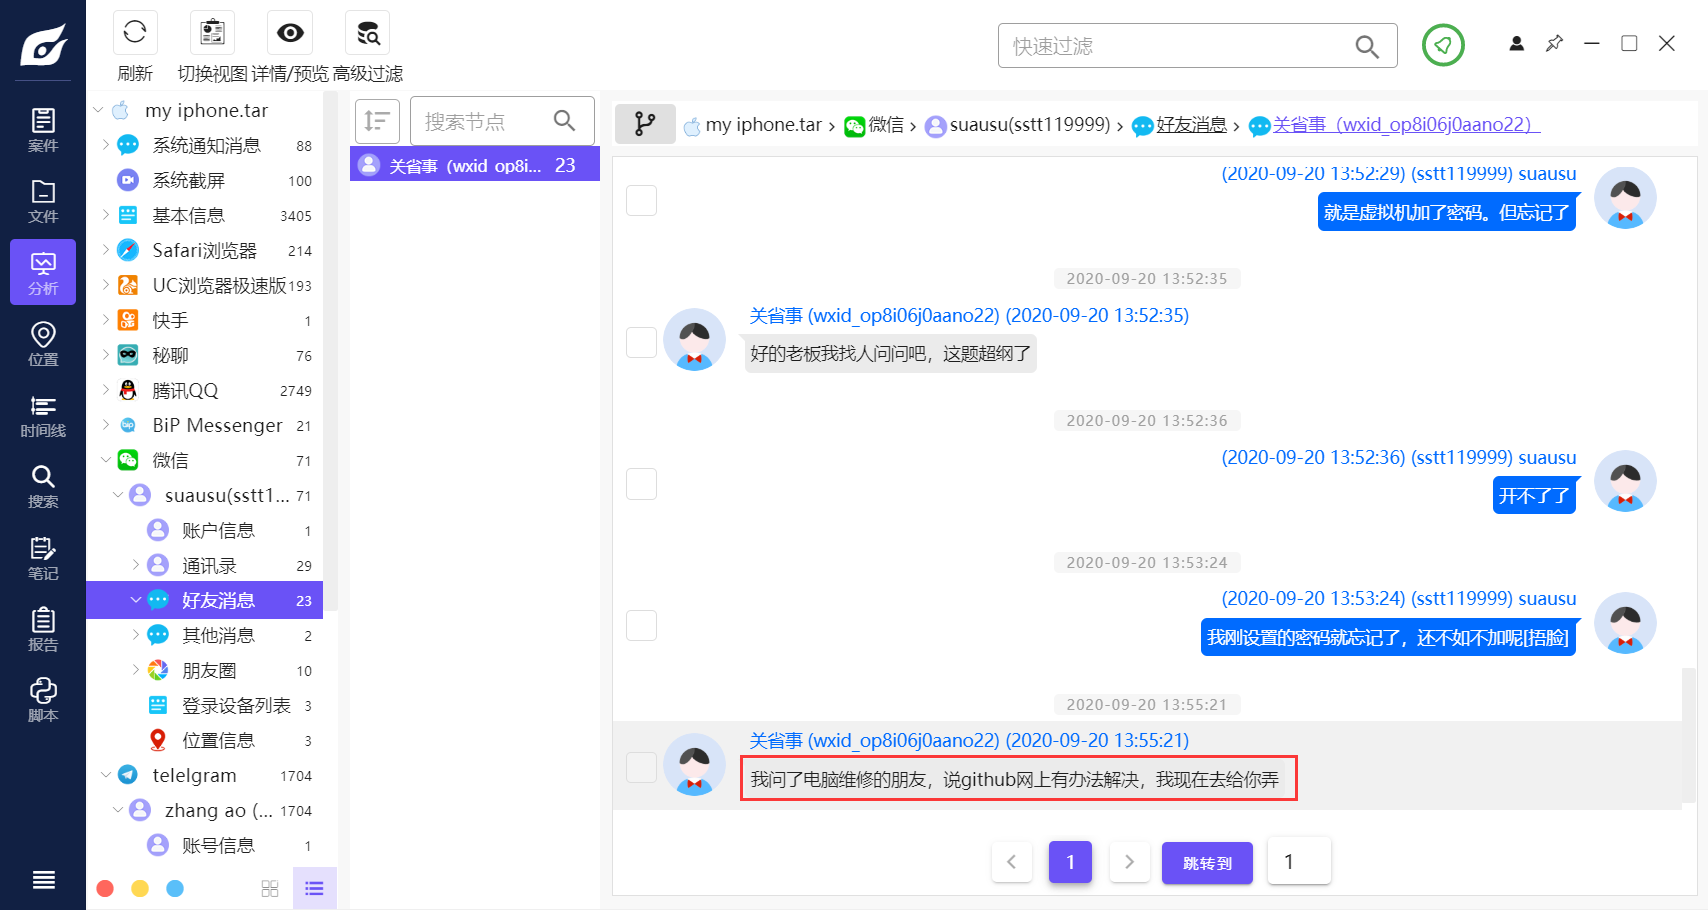 刷新
切换视图
详情/预览
高级过滤
快速过滤
案件
文件
分析
位置
时间线
搜索
笔记
报告
脚本
my iphone.tar
系统通知消息 88
系统截屏 100
基本信息 3405
Safari浏览器 214
UC浏览器极速版 193
快手 1
秘聊 76
腾讯QQ 2749
BiP Messenger 21
微信 71
suausu(sstt1... 71
账户信息 1
通讯录 29
好友消息 23
其他消息 2
朋友圈 10
登录设备列表 3
位置信息 3
telelgram 1704
zhang ao (... 1704
账号信息 1
搜索节点
关省事（wxid_op8i... 23
my iphone.tar › 微信 › suausu(sstt119999) › 好友消息 › 关省事（wxid_op8i06j0aano22）
(2020-09-20 13:52:29) (sstt119999) suausu
就是虚拟机加了密码。但忘记了
2020-09-20 13:52:35
关省事 (wxid_op8i06j0aano22) (2020-09-20 13:52:35)
好的老板我找人问问吧，这题超纲了
2020-09-20 13:52:36
(2020-09-20 13:52:36) (sstt119999) suausu
开不了了
2020-09-20 13:53:24
(2020-09-20 13:53:24) (sstt119999) suausu
我刚设置的密码就忘记了，还不如不加呢[捂脸]
2020-09-20 13:55:21
关省事 (wxid_op8i06j0aano22) (2020-09-20 13:55:21)
我问了电脑维修的朋友，说github网上有办法解决，我现在去给你弄
1
跳转到
1